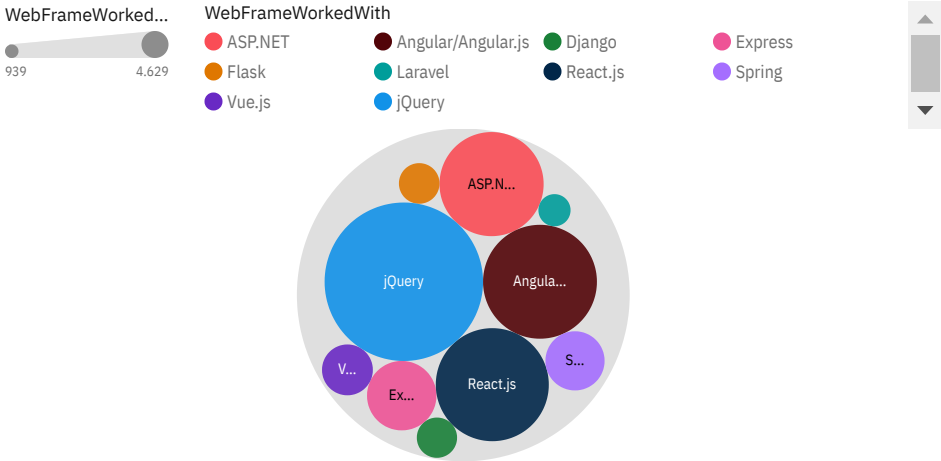 WebFrameWorked...
939 4.629
WebFrameWorkedWith
ASP.NET Angular/Angular.js Django Express
Flask Laravel React.js Spring
Vue.js jQuery
ASP.N...
jQuery Angula...
V... Ex... React.js S...